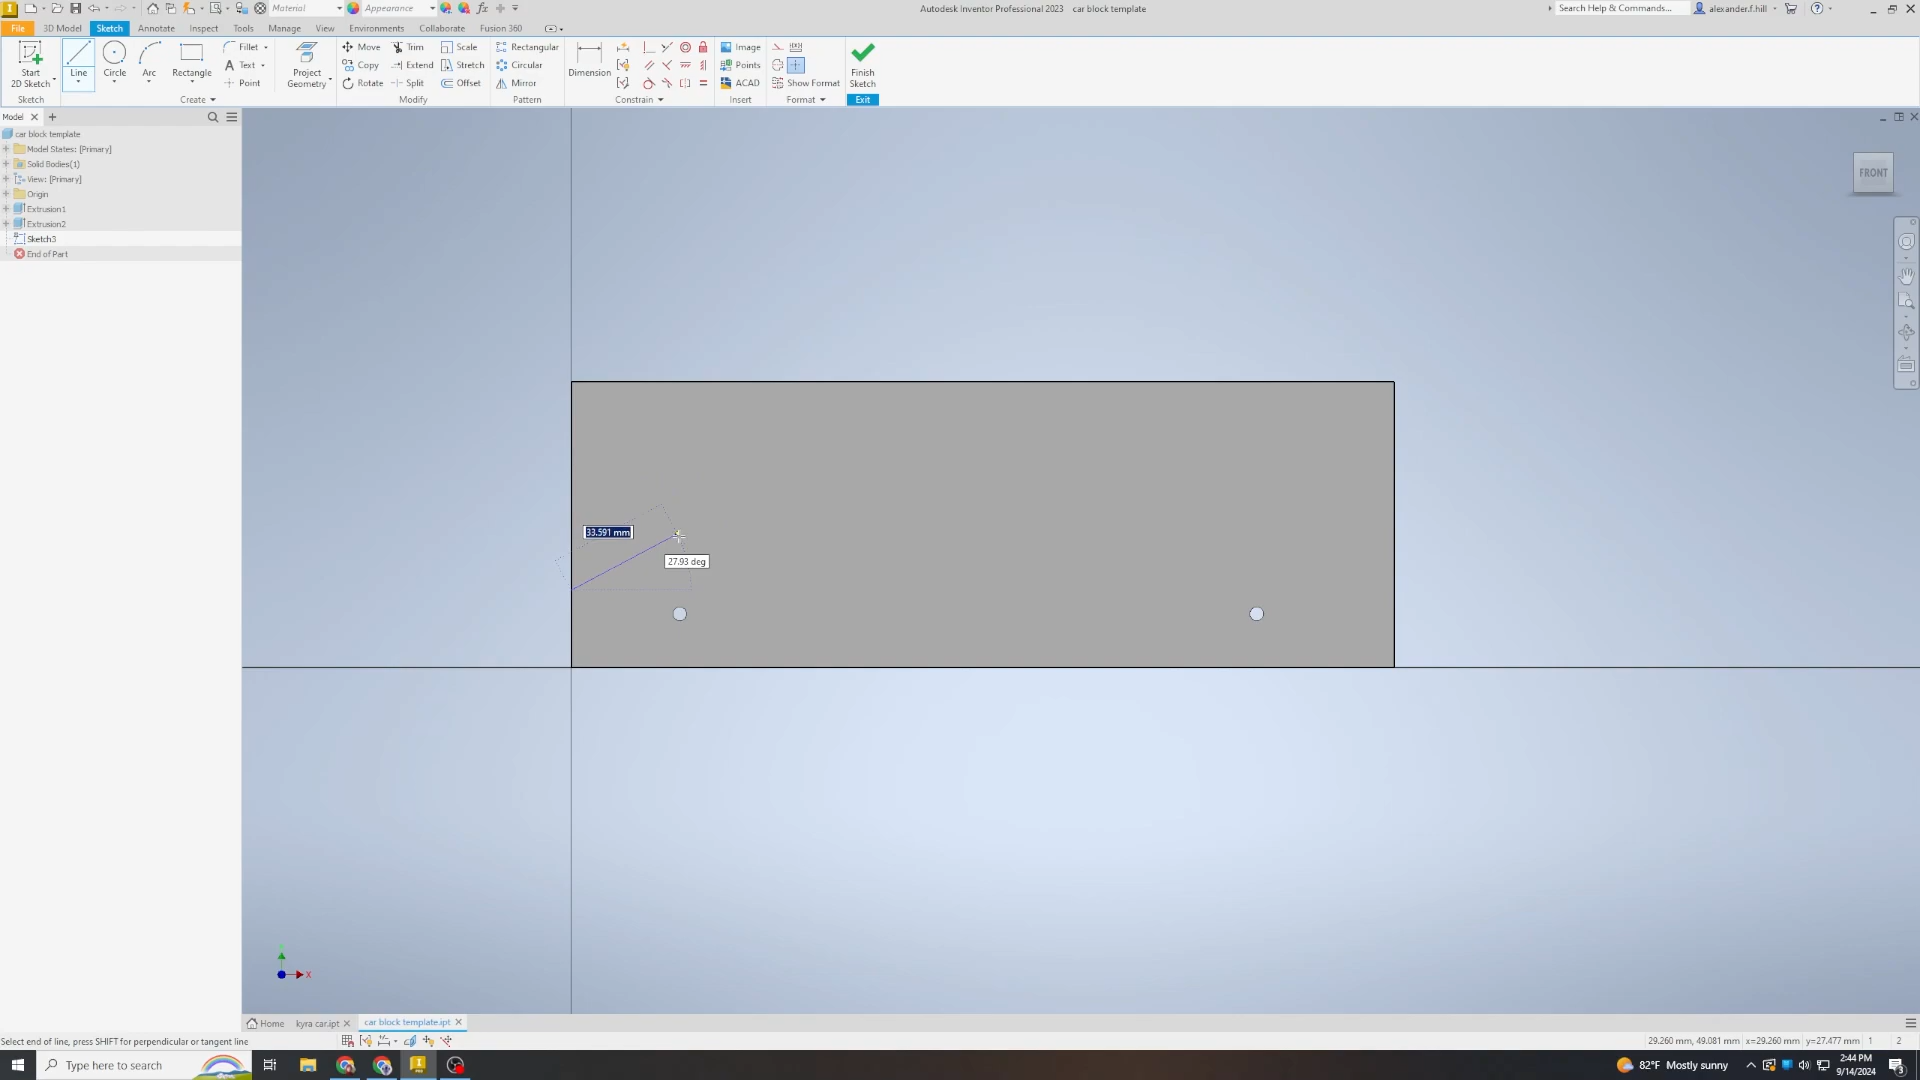 Material
Appearance
Autodesk Inventor Professional 2023 car block template
Search Help & Commands...
alexander.f.hill
File 3D Model Sketch Annotate Inspect Tools Manage View Environments Collaborate Fusion 360
Start
2D Sketch
Line
Circle
Arc
Rectangle
Fillet
Text
Point
Project
Geometry
Move
Copy
Rotate
Trim
Extend
Split
Scale
Stretch
Offset
Rectangular
Circular
Mirror
Dimension
Image
Points
ACAD
Show Format
Finish
Sketch
Sketch
Create
Modify
Pattern
Constrain
Insert
Format
Exit
Model
car block template
Model States: [Primary]
Solid Bodies(1)
View: [Primary]
Origin
Extrusion1
Extrusion2
Sketch3
End of Part
FRONT
33.591 mm
27.93 deg
X
Home
kyra car.ipt
car block template.ipt
Select end of line, press SHIFT for perpendicular or tangent line
29.260 mm, 49.081 mm x=29.260 mm y=27.477 mm 1 2
Type here to search
82°F Mostly sunny
2:44 PM
9/14/2024
3